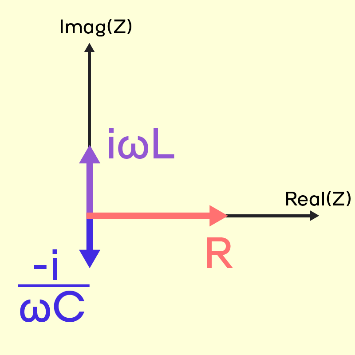 Imag(Z)
iωL
Real(Z)
R
-i
ωC